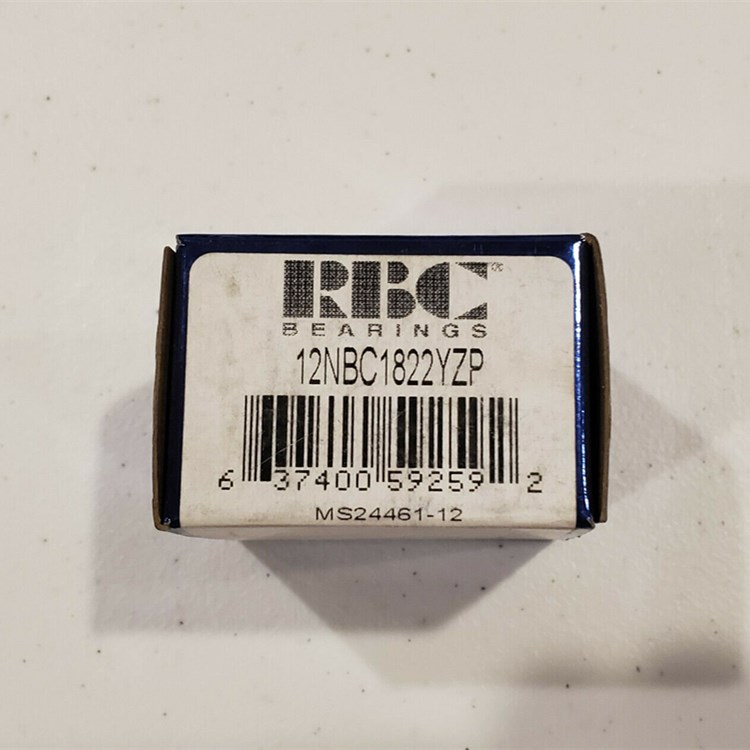 RBC®
BEARINGS
12NBC1822YZP
6 37400 59259 2
MS24461-12